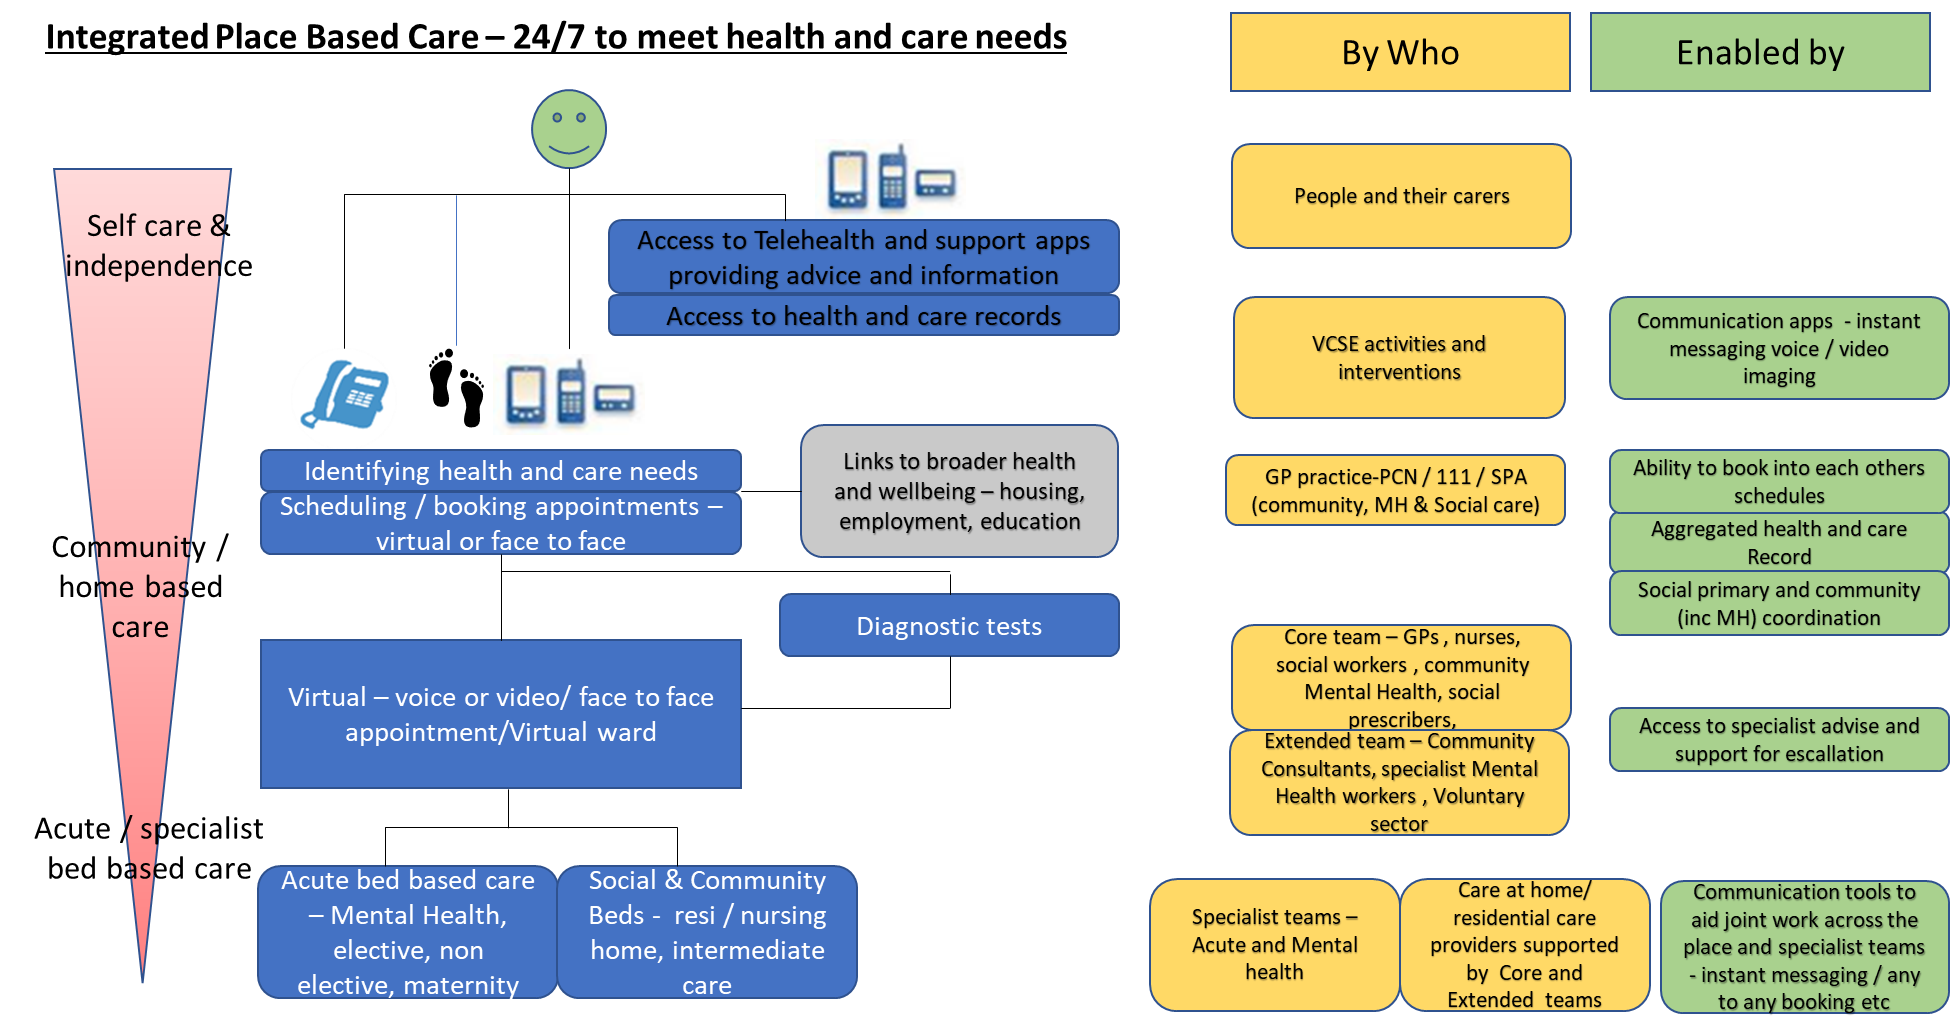 Integrated Place Based Care – 24/7 to meet health and care needs
By Who
Enabled by
Self care &
independence
Access to Telehealth and support apps
providing advice and information
Access to health and care records
People and their carers
VCSE activities and
interventions
Communication apps - instant
messaging voice / video
imaging
Identifying health and care needs
Scheduling / booking appointments –
virtual or face to face
Links to broader health
and wellbeing – housing,
employment, education
GP practice-PCN / 111 / SPA
(community, MH & Social care)
Ability to book into each others
schedules
Aggregated health and care
Record
Social primary and community
(inc MH) coordination
Community /
home based
care
Diagnostic tests
Virtual – voice or video/ face to face
appointment/Virtual ward
Core team – GPs , nurses,
social workers , community
Mental Health, social
prescribers,
Extended team – Community
Consultants, specialist Mental
Health workers , Voluntary
sector
Access to specialist advise and
support for escallation
Acute / specialist
bed based care
Acute bed based care
– Mental Health,
elective, non
elective, maternity
Social & Community
Beds - resi / nursing
home, intermediate
care
Specialist teams –
Acute and Mental
health
Care at home/
residential care
providers supported
by Core and
Extended teams
Communication tools to
aid joint work across the
place and specialist teams
- instant messaging / any
to any booking etc